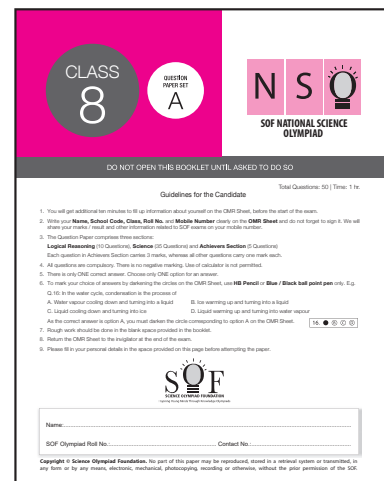 CLASS
8
QUESTION
PAPER SET
A
NSO
SOF NATIONAL SCIENCE
OLYMPIAD
DO NOT OPEN THIS BOOKLET UNTIL ASKED TO DO SO
Total Questions: 50 | Time: 1 hr.
Guidelines for the Candidate
1. You will get additional ten minutes to fill up information about yourself on the OMR Sheet, before the start of the exam.
2. Write your Name, School Code, Class, Roll No. and Mobile Number clearly on the OMR Sheet and do not forget to sign it. We will
share your marks / result and other information related to SOF exams on your mobile number.
3. The Question Paper comprises three sections:
Logical Reasoning (10 Questions), Science (35 Questions) and Achievers Section (5 Questions)
Each question in Achievers Section carries 3 marks, whereas all other questions carry one mark each.
4. All questions are compulsory. There is no negative marking. Use of calculator is not permitted.
5. There is only ONE correct answer. Choose only ONE option for an answer.
6. To mark your choice of answers by darkening the circles on the OMR Sheet, use HB Pencil or Blue / Black ball point pen only. E.g.
Q.16: In the water cycle, condensation is the process of
A. Water vapour cooling down and turning into a liquid B. Ice warming up and turning into a liquid
C. Liquid cooling down and turning into ice D. Liquid warming up and turning into water vapour
As the correct answer is option A, you must darken the circle corresponding to option A on the OMR Sheet. 16. ● Ⓑ Ⓒ Ⓓ
7. Rough work should be done in the blank space provided in the booklet.
8. Return the OMR Sheet to the invigilator at the end of the exam.
9. Please fill in your personal details in the space provided on this page before attempting the paper.
SOF
SCIENCE OLYMPIAD FOUNDATION
Name:
SOF Olympiad Roll No.: Contact No.:
Copyright © Science Olympiad Foundation. No part of this paper may be reproduced, stored in a retrieval system or transmitted, in
any form or by any means, electronic, mechanical, photocopying, recording or otherwise, without the prior permission of the SOF.